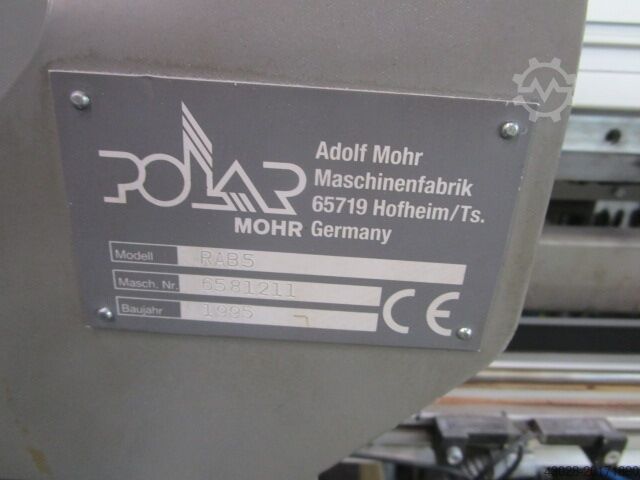 POLAR
MOHR
Adolf Mohr
Maschinenfabrik
65719 Hofheim/Ts.
Germany
Modell RAB5
Masch. Nr. 6581211
Baujahr 1995
CE